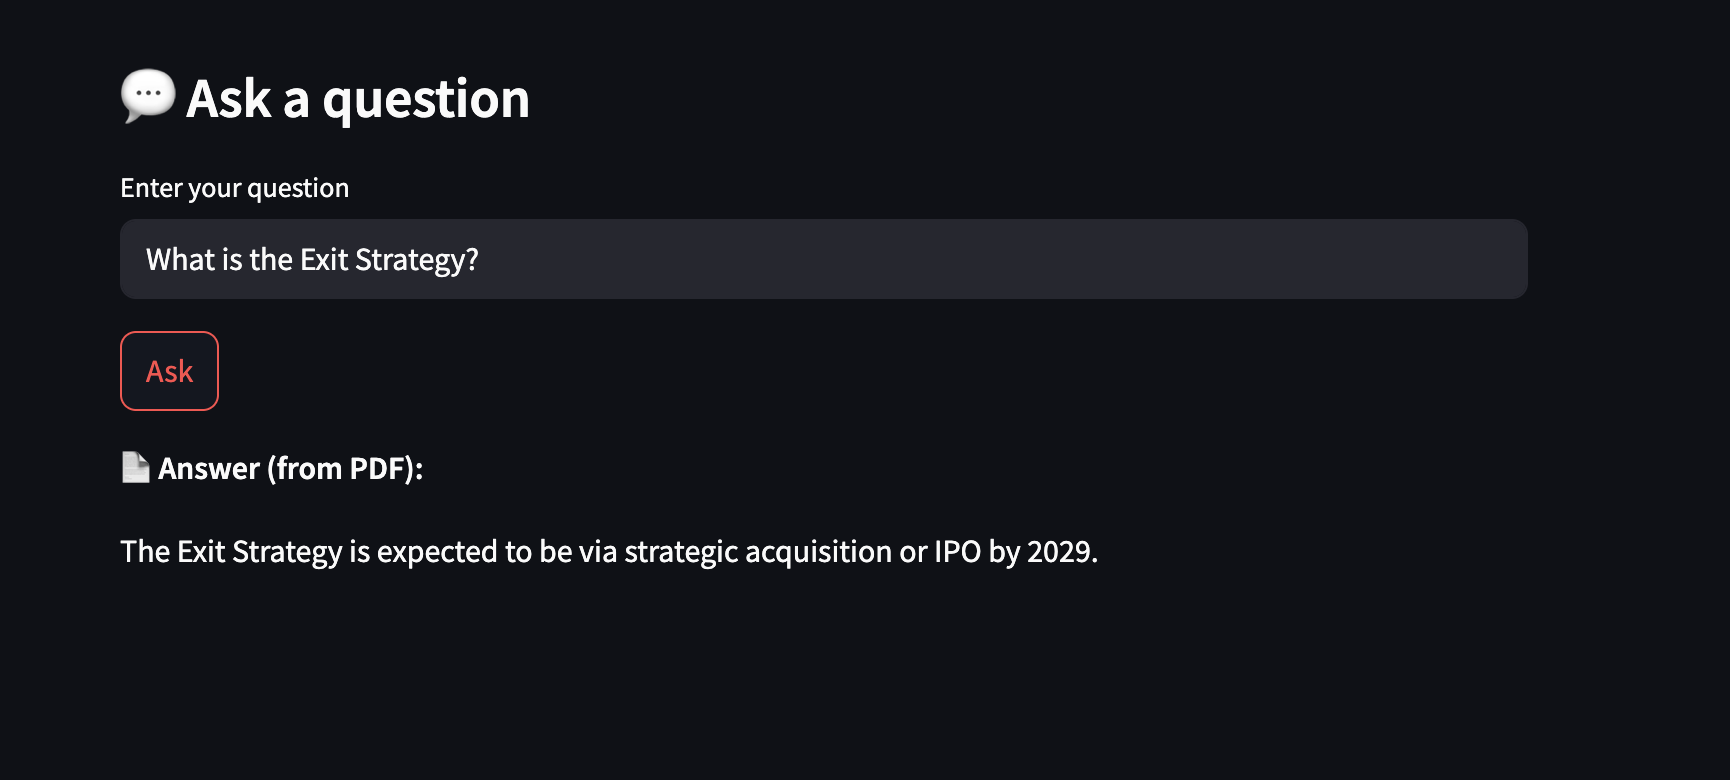 💬 Ask a question
Enter your question
What is the Exit Strategy?
Ask
📄 Answer (from PDF):
The Exit Strategy is expected to be via strategic acquisition or IPO by 2029.